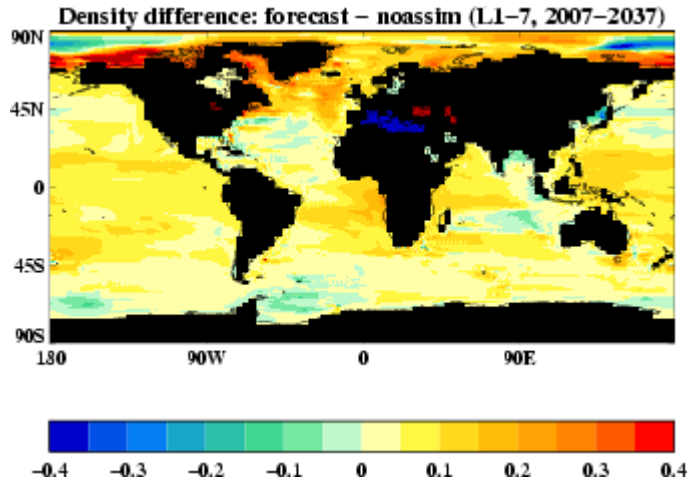 Density difference: forecast − noassim (L1−7, 2007−2037)
90N
45N
0
45S
90S
180 90W 0 90E
−0.4 −0.3 −0.2 −0.1 0 0.1 0.2 0.3 0.4